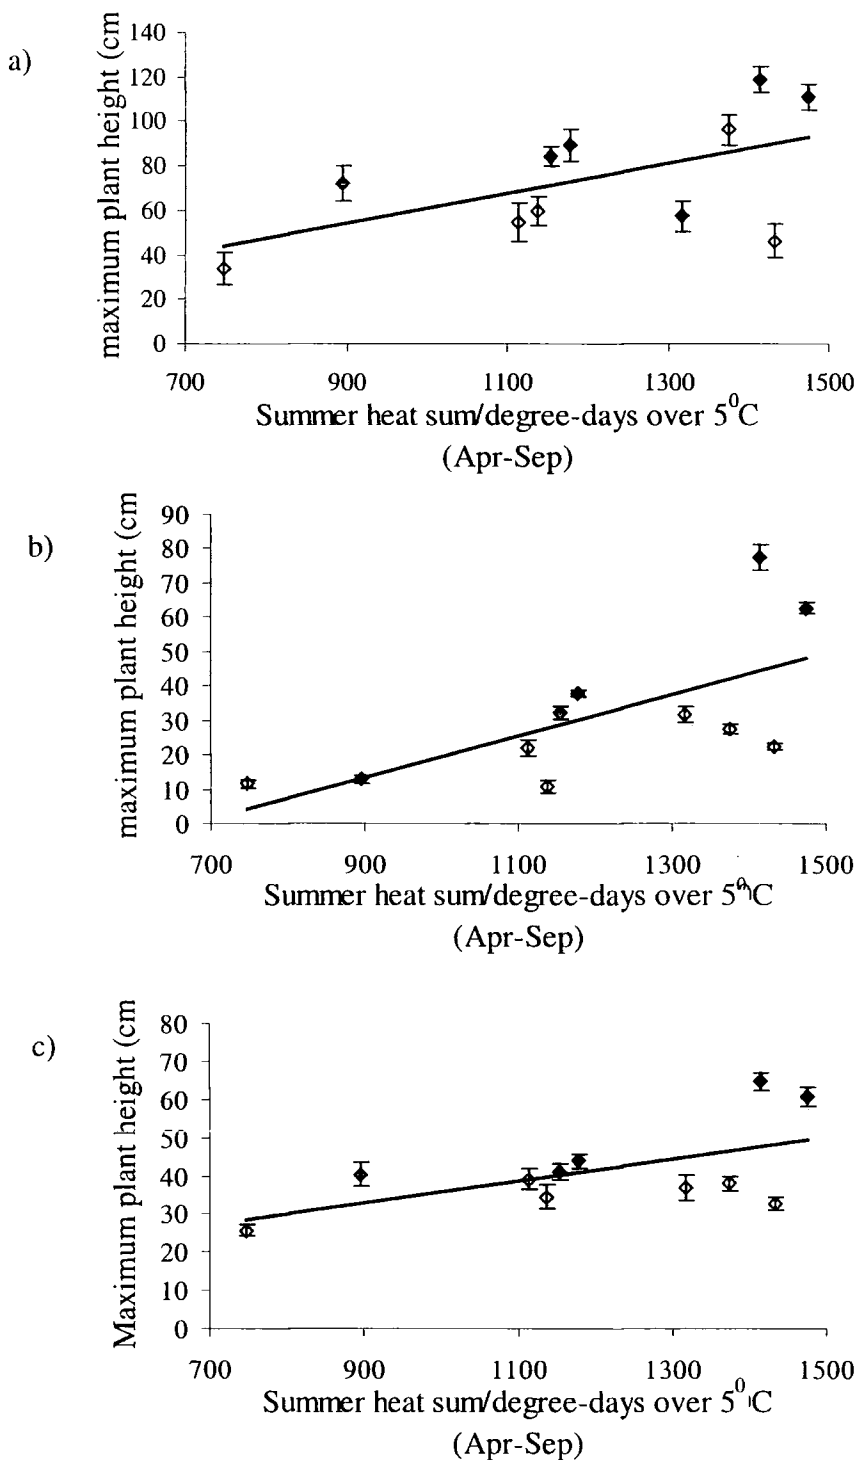 a)
maximum plant height (cm
140
120
100
80
60
40
20
0
700 900 1100 1300 1500
Summer heat sum/degree-days over 5⁰C
(Apr-Sep)
b)
maximum plant height (cm
90
80
70
60
50
40
30
20
10
0
700 900 1100 1300 1500
Summer heat sum/degree-days over 5⁰C
(Apr-Sep)
c)
Maximum plant height (cm
80
70
60
50
40
30
20
10
0
700 900 1100 1300 1500
Summer heat sum/degree-days over 5⁰C
(Apr-Sep)